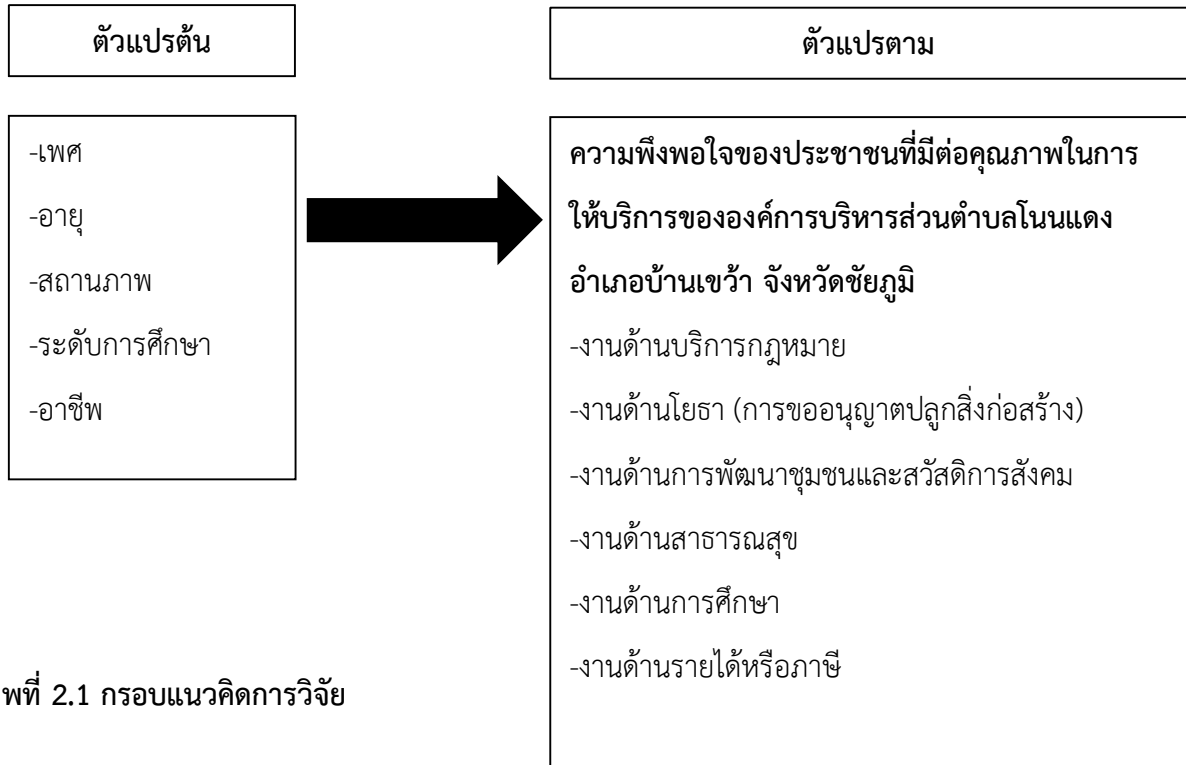 ตัวแปรต้น
ตัวแปรตาม
-เพศ
-อายุ
-สถานภาพ
-ระดับการศึกษา
-อาชีพ
ความพึงพอใจของประชาชนที่มีต่อคุณภาพในการ
ให้บริการขององค์การบริหารส่วนตำบลโนนแดง
อำเภอบ้านเขว้า จังหวัดชัยภูมิ
-งานด้านบริการกฎหมาย
-งานด้านโยธา (การขออนุญาตปลูกสิ่งก่อสร้าง)
-งานด้านการพัฒนาชุมชนและสวัสดิการสังคม
-งานด้านสาธารณสุข
-งานด้านการศึกษา
-งานด้านรายได้หรือภาษี
พที่ 2.1 กรอบแนวคิดการวิจัย